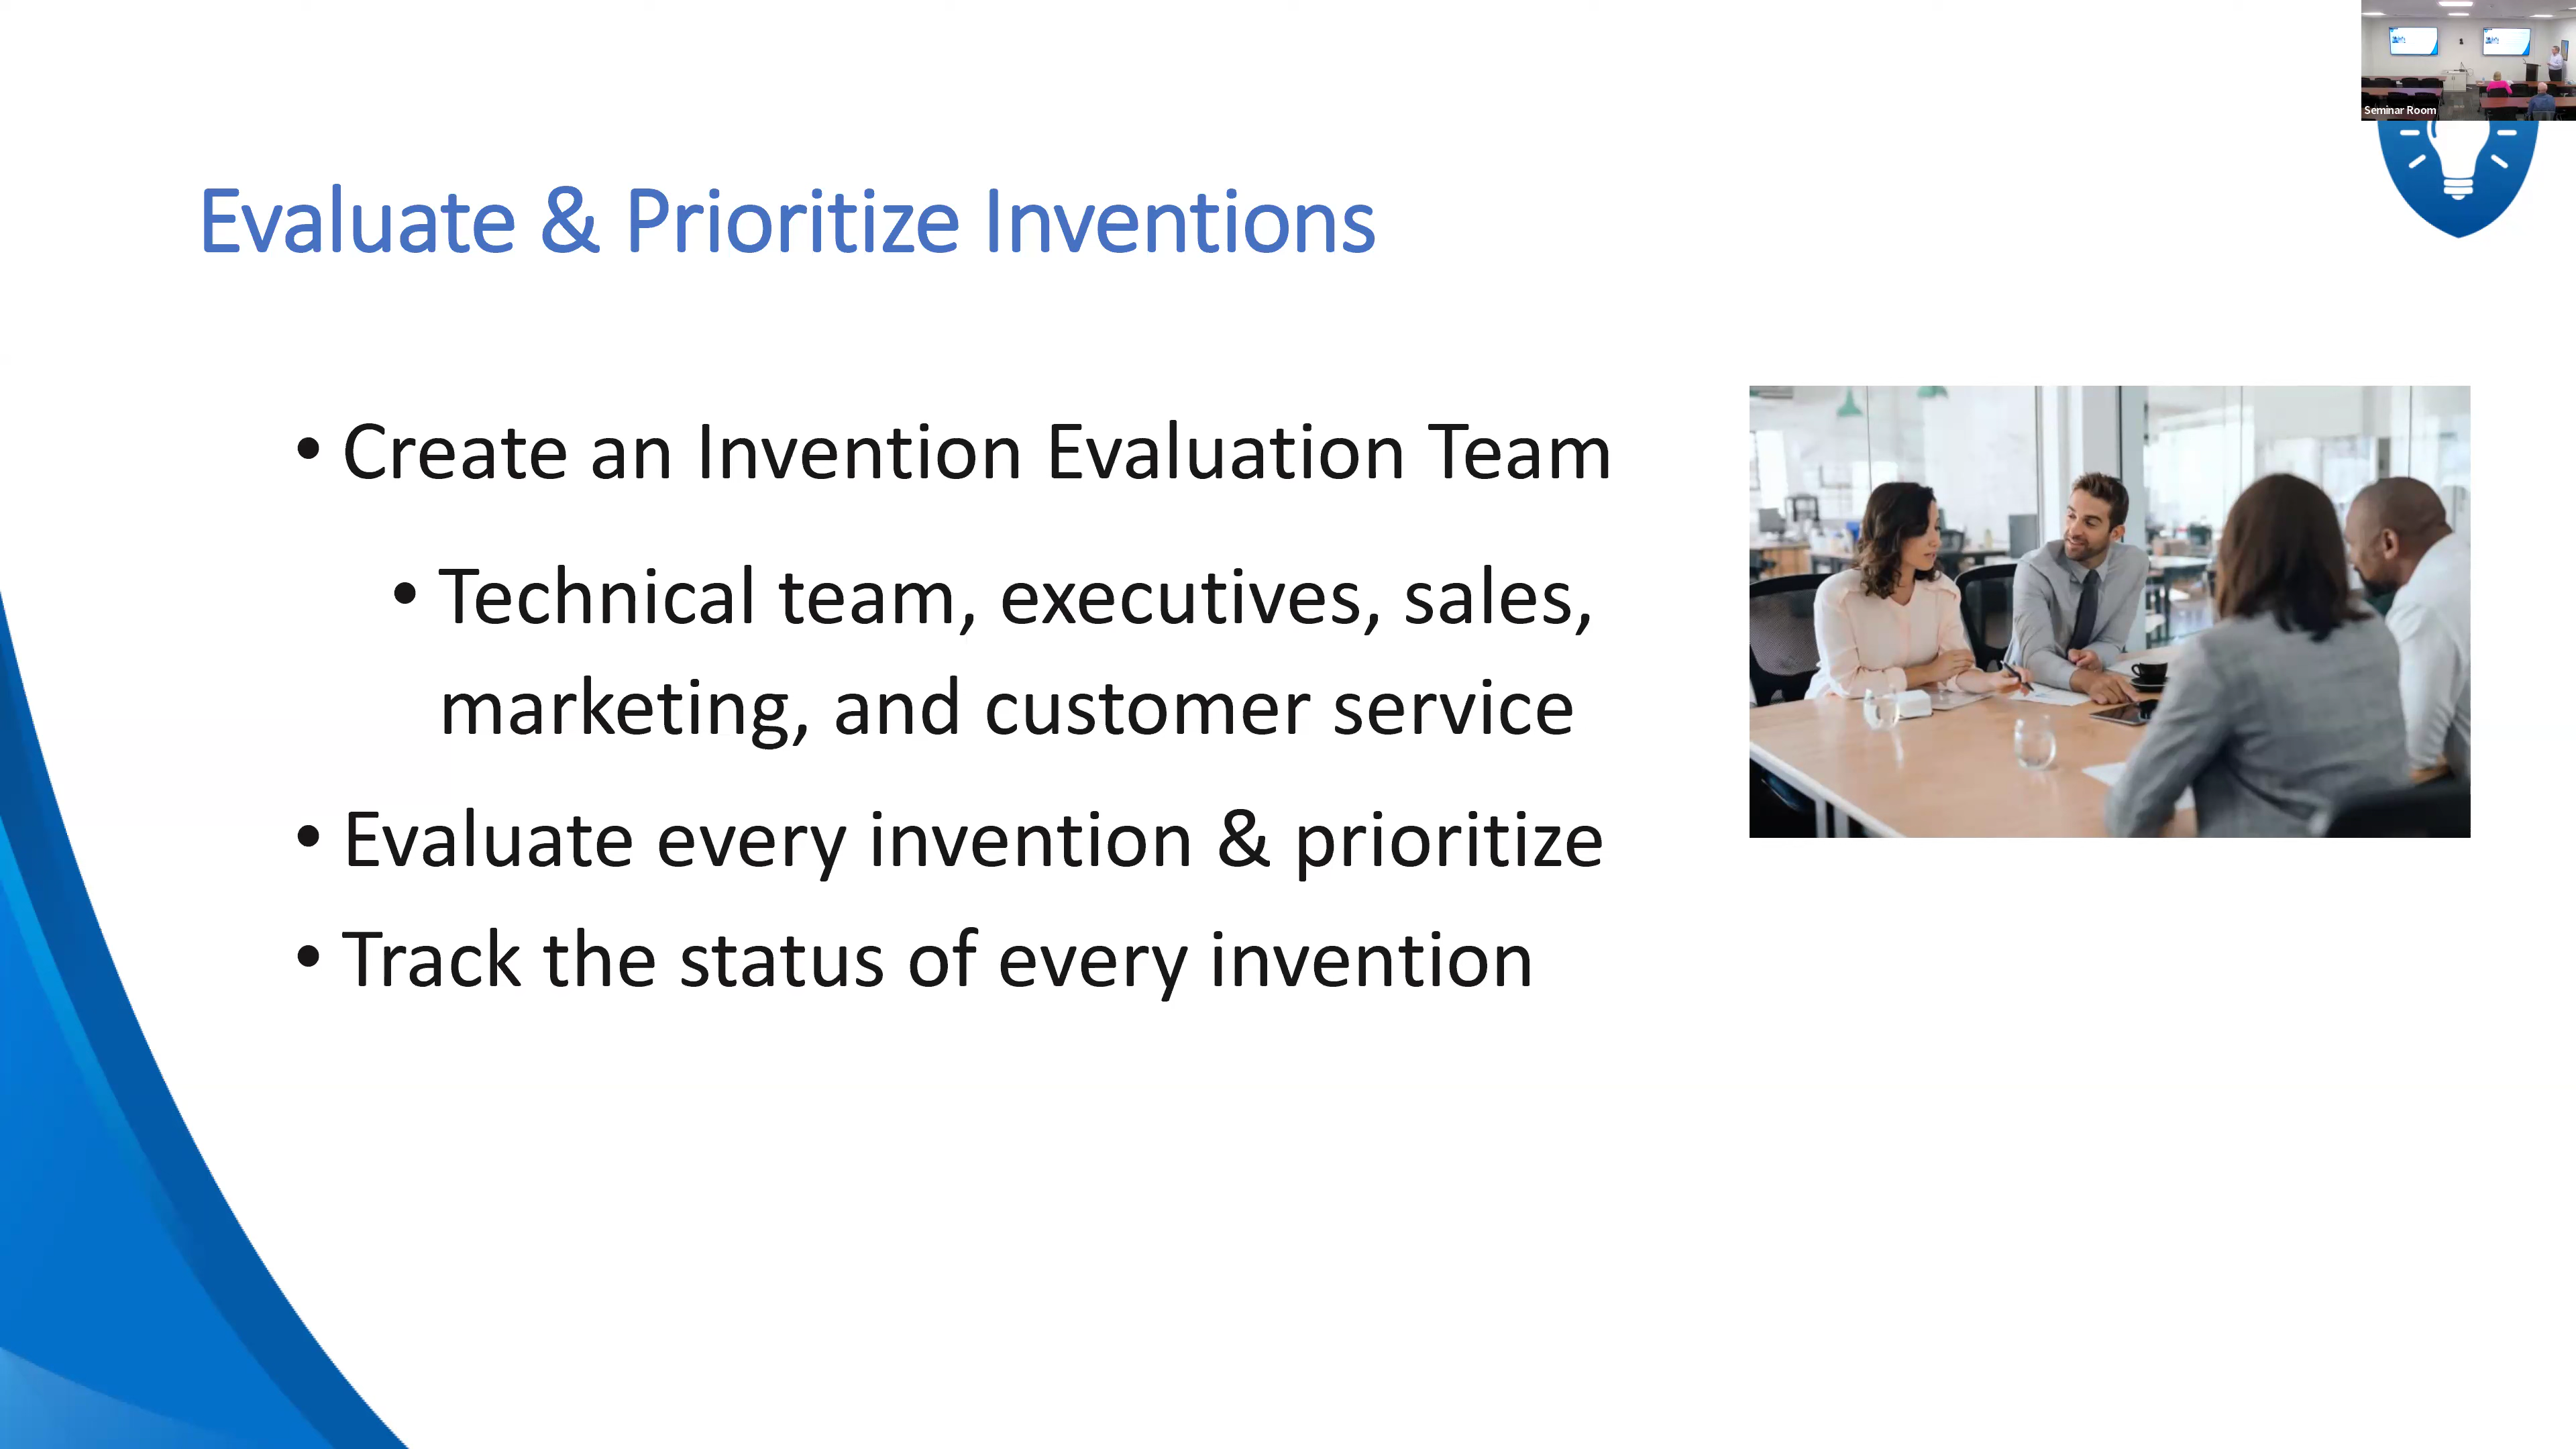 Seminar Room
Evaluate & Prioritize Inventions
• Create an Invention Evaluation Team
• Technical team, executives, sales,
marketing, and customer service
• Evaluate every invention & prioritize
• Track the status of every invention